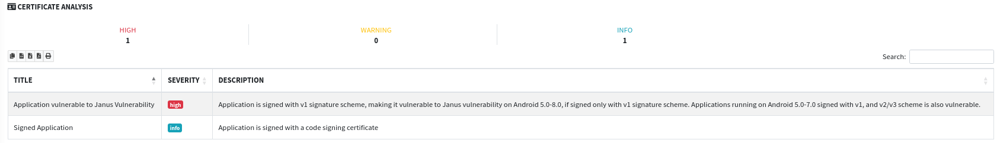 CERTIFICATE ANALYSIS
HIGH WARNING INFO
1 0 1
Search:
TITLE SEVERITY DESCRIPTION
Application vulnerable to Janus Vulnerability high Application is signed with v1 signature scheme, making it vulnerable to Janus vulnerability on Android 5.0-8.0, if signed only with v1 signature scheme. Applications running on Android 5.0-7.0 signed with v1, and v2/v3 scheme is also vulnerable.
Signed Application info Application is signed with a code signing certificate